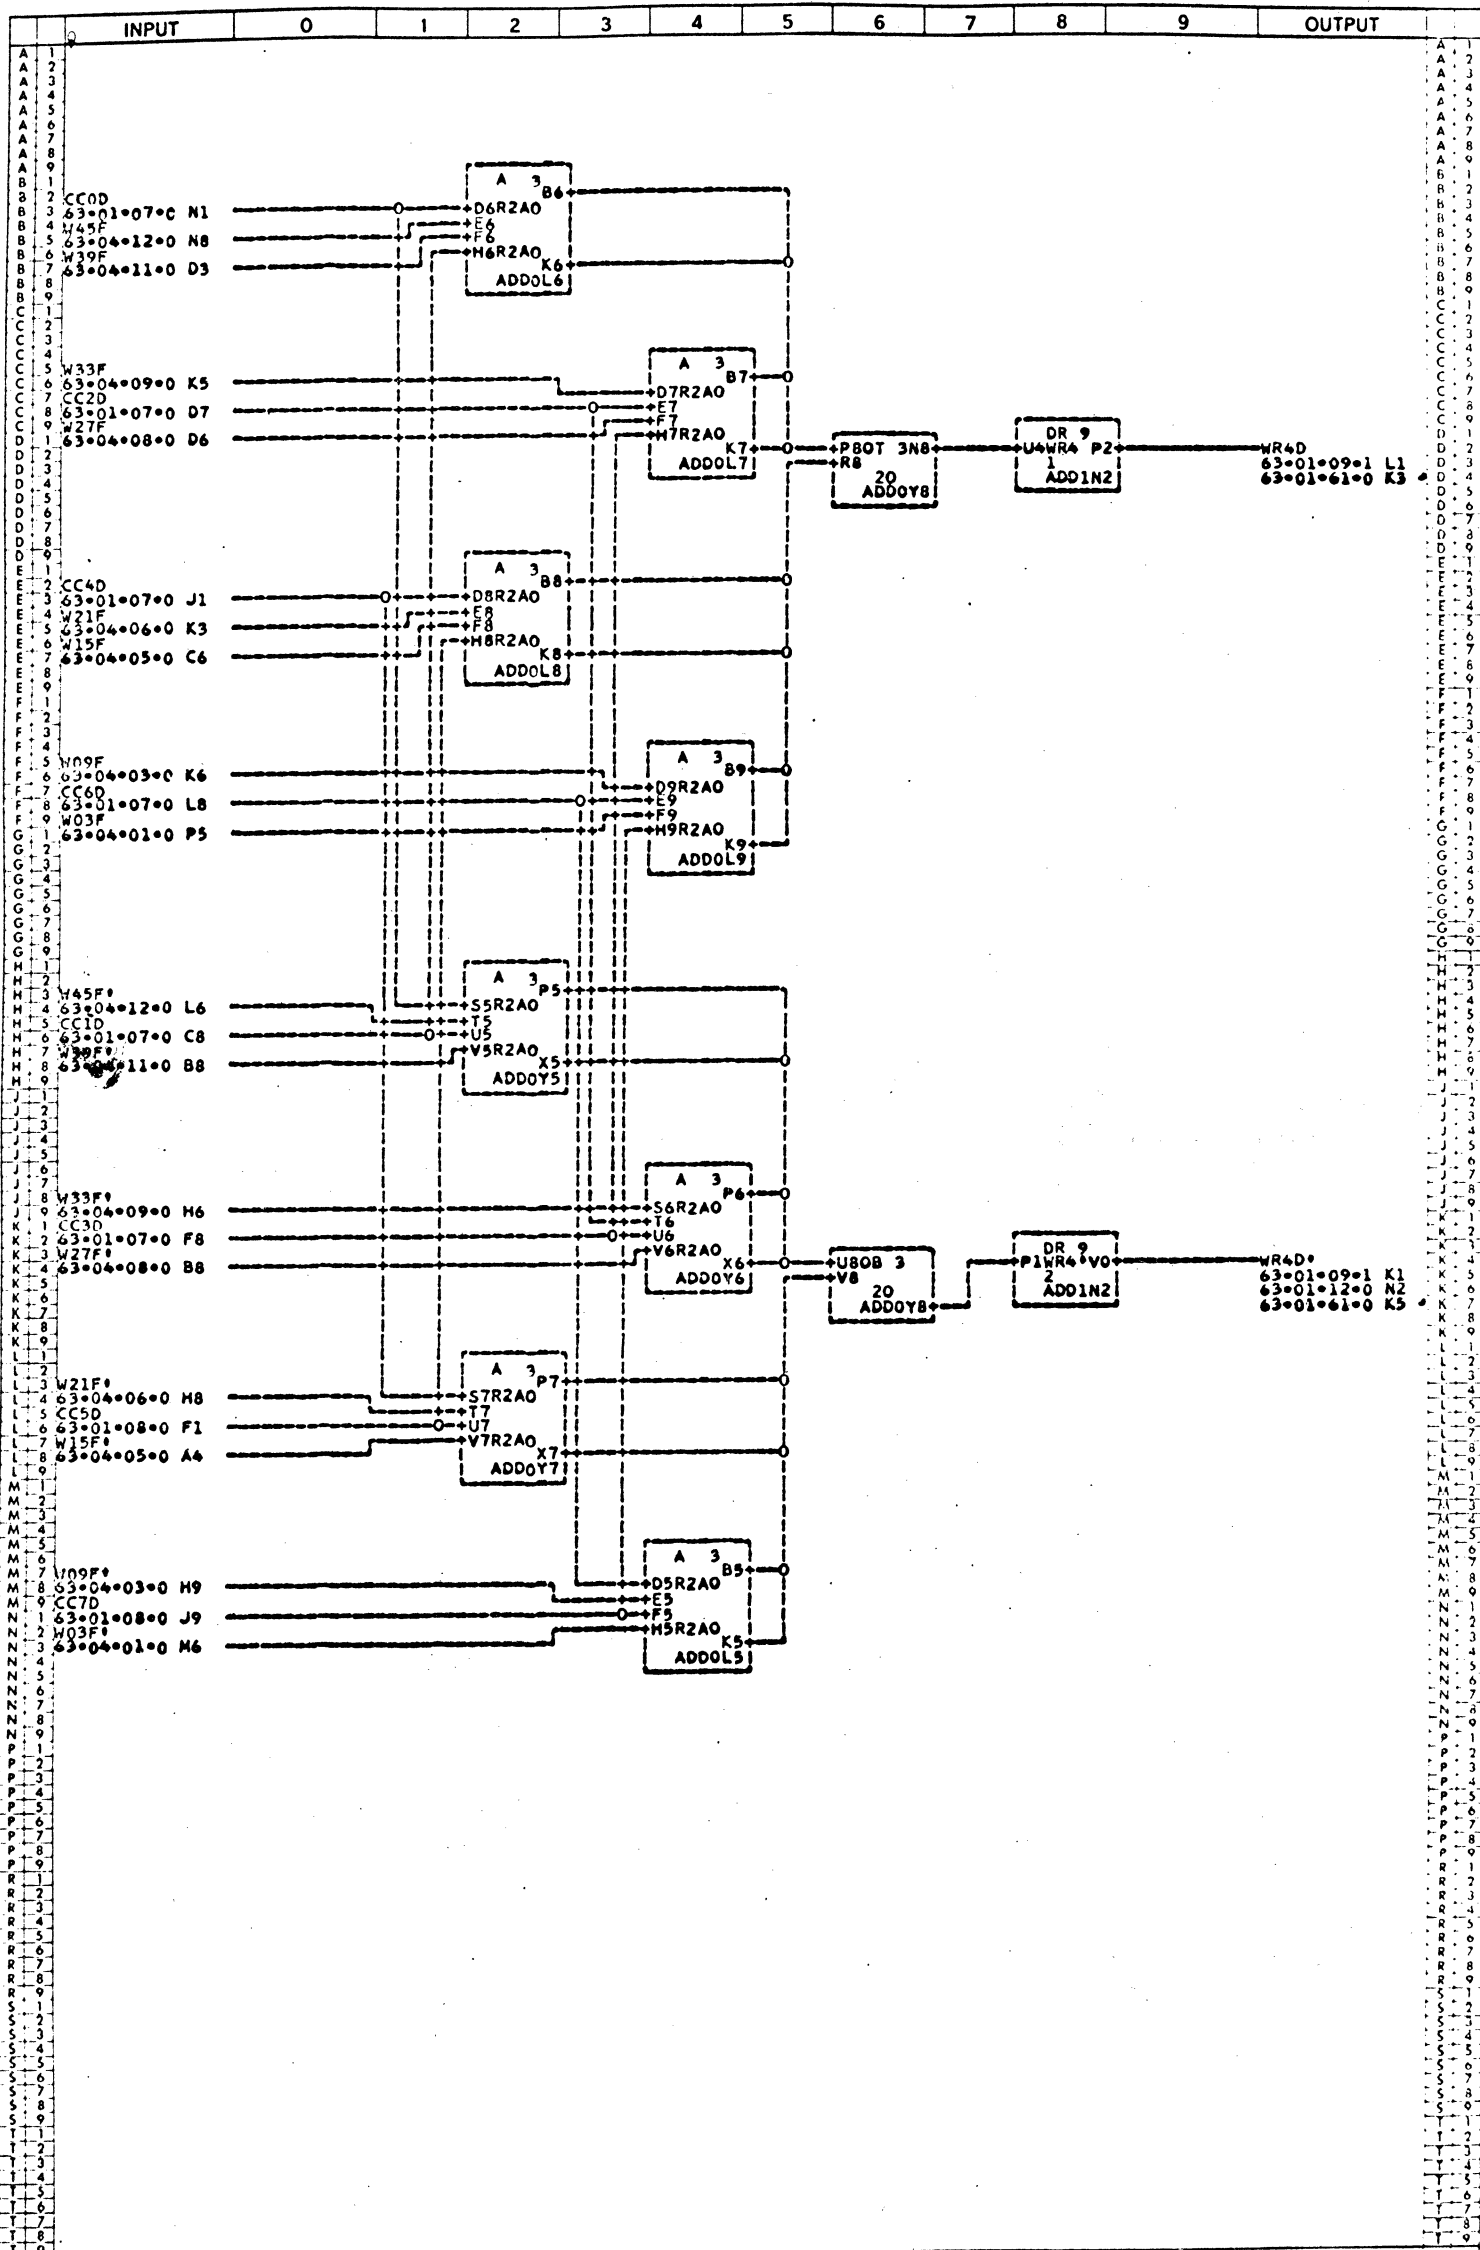 INPUT 0 1 2 3 4 5 6 7 8 9 OUTPUT
A 3
B6
CC0D
63•01•07•0 N1
D6R2A0
W45F
E6
63•04•12•0 N8
F6
W39F
H6R2A0
63•04•11•0 D3
K6
ADD0L6
A 3
W33F
B7
63•04•09•0 K5
D7R2A0
CC2D
63•01•07•0 D7
E7
W27F
F7
63•04•08•0 D6
H7R2A0
K7
ADD0L7
P80T 3N8
R8
20
ADD0Y8
DR 9
U4WR4 P2
1
ADD1N2
WR4D
63•01•09•1 L1
63•01•61•0 K3
A 3
B8
CC4D
63•01•07•0 J1
D8R2A0
W21F
E8
63•04•06•0 K3
F8
W15F
H8R2A0
63•04•05•0 C6
K8
ADD0L8
A 3
W09F
B9
63•04•03•0 K6
D9R2A0
CC6D
63•01•07•0 L8
E9
W03F
F9
63•04•01•0 P5
H9R2A0
K9
ADD0L9
A 3
P5
W45F'
63•04•12•0 L6
S5R2A0
CC1D
T5
63•01•07•0 C8
U5
W39F'
V5R2A0
63•04•11•0 B8
X5
ADD0Y5
A 3
P6
W33F'
63•04•09•0 H6
S6R2A0
CC3D
T6
63•01•07•0 F8
U6
W27F'
V6R2A0
63•04•08•0 B8
X6
ADD0Y6
U80B 3
V8
20
ADD0Y8
DR 9
P1WR4'V0
2
ADD1N2
WR4D'
63•01•09•1 K1
63•01•12•0 N2
63•01•61•0 K5
A 3
P7
W21F'
63•04•06•0 H8
S7R2A0
CC5D
T7
63•01•08•0 F1
U7
W15F'
V7R2A0
63•04•05•0 A4
X7
ADD0Y7
A 3
B5
W09F'
63•04•03•0 H9
D5R2A0
CC7D
E5
63•01•08•0 J9
F5
W03F'
H5R2A0
63•04•01•0 M6
K5
ADD0L5